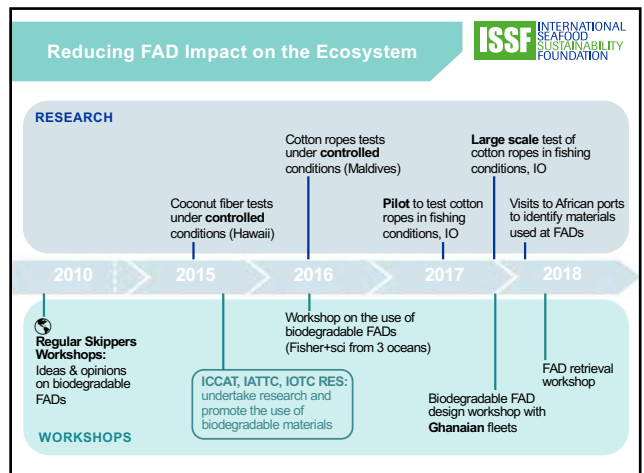 Reducing FAD Impact on the Ecosystem
ISSF
INTERNATIONAL
SEAFOOD
SUSTAINABILITY
FOUNDATION
RESEARCH
Coconut fiber tests
under controlled
conditions (Hawaii)
Cotton ropes tests
under controlled
conditions (Maldives)
Pilot to test cotton
ropes in fishing
conditions, IO
Large scale test of
cotton ropes in fishing
conditions, IO
Visits to African ports
to identify materials
used at FADs
2010
2015
2016
2017
2018
Regular Skippers
Workshops:
Ideas & opinions
on biodegradable
FADs
ICCAT, IATTC, IOTC RES:
undertake research and
promote the use of
biodegradable materials
Workshop on the use of
biodegradable FADs
(Fisher+sci from 3 oceans)
Biodegradable FAD
design workshop with
Ghanaian fleets
FAD retrieval
workshop
WORKSHOPS